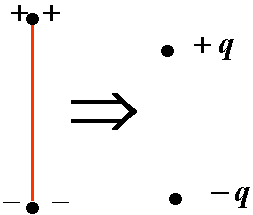 + +
+ q
− −
− q